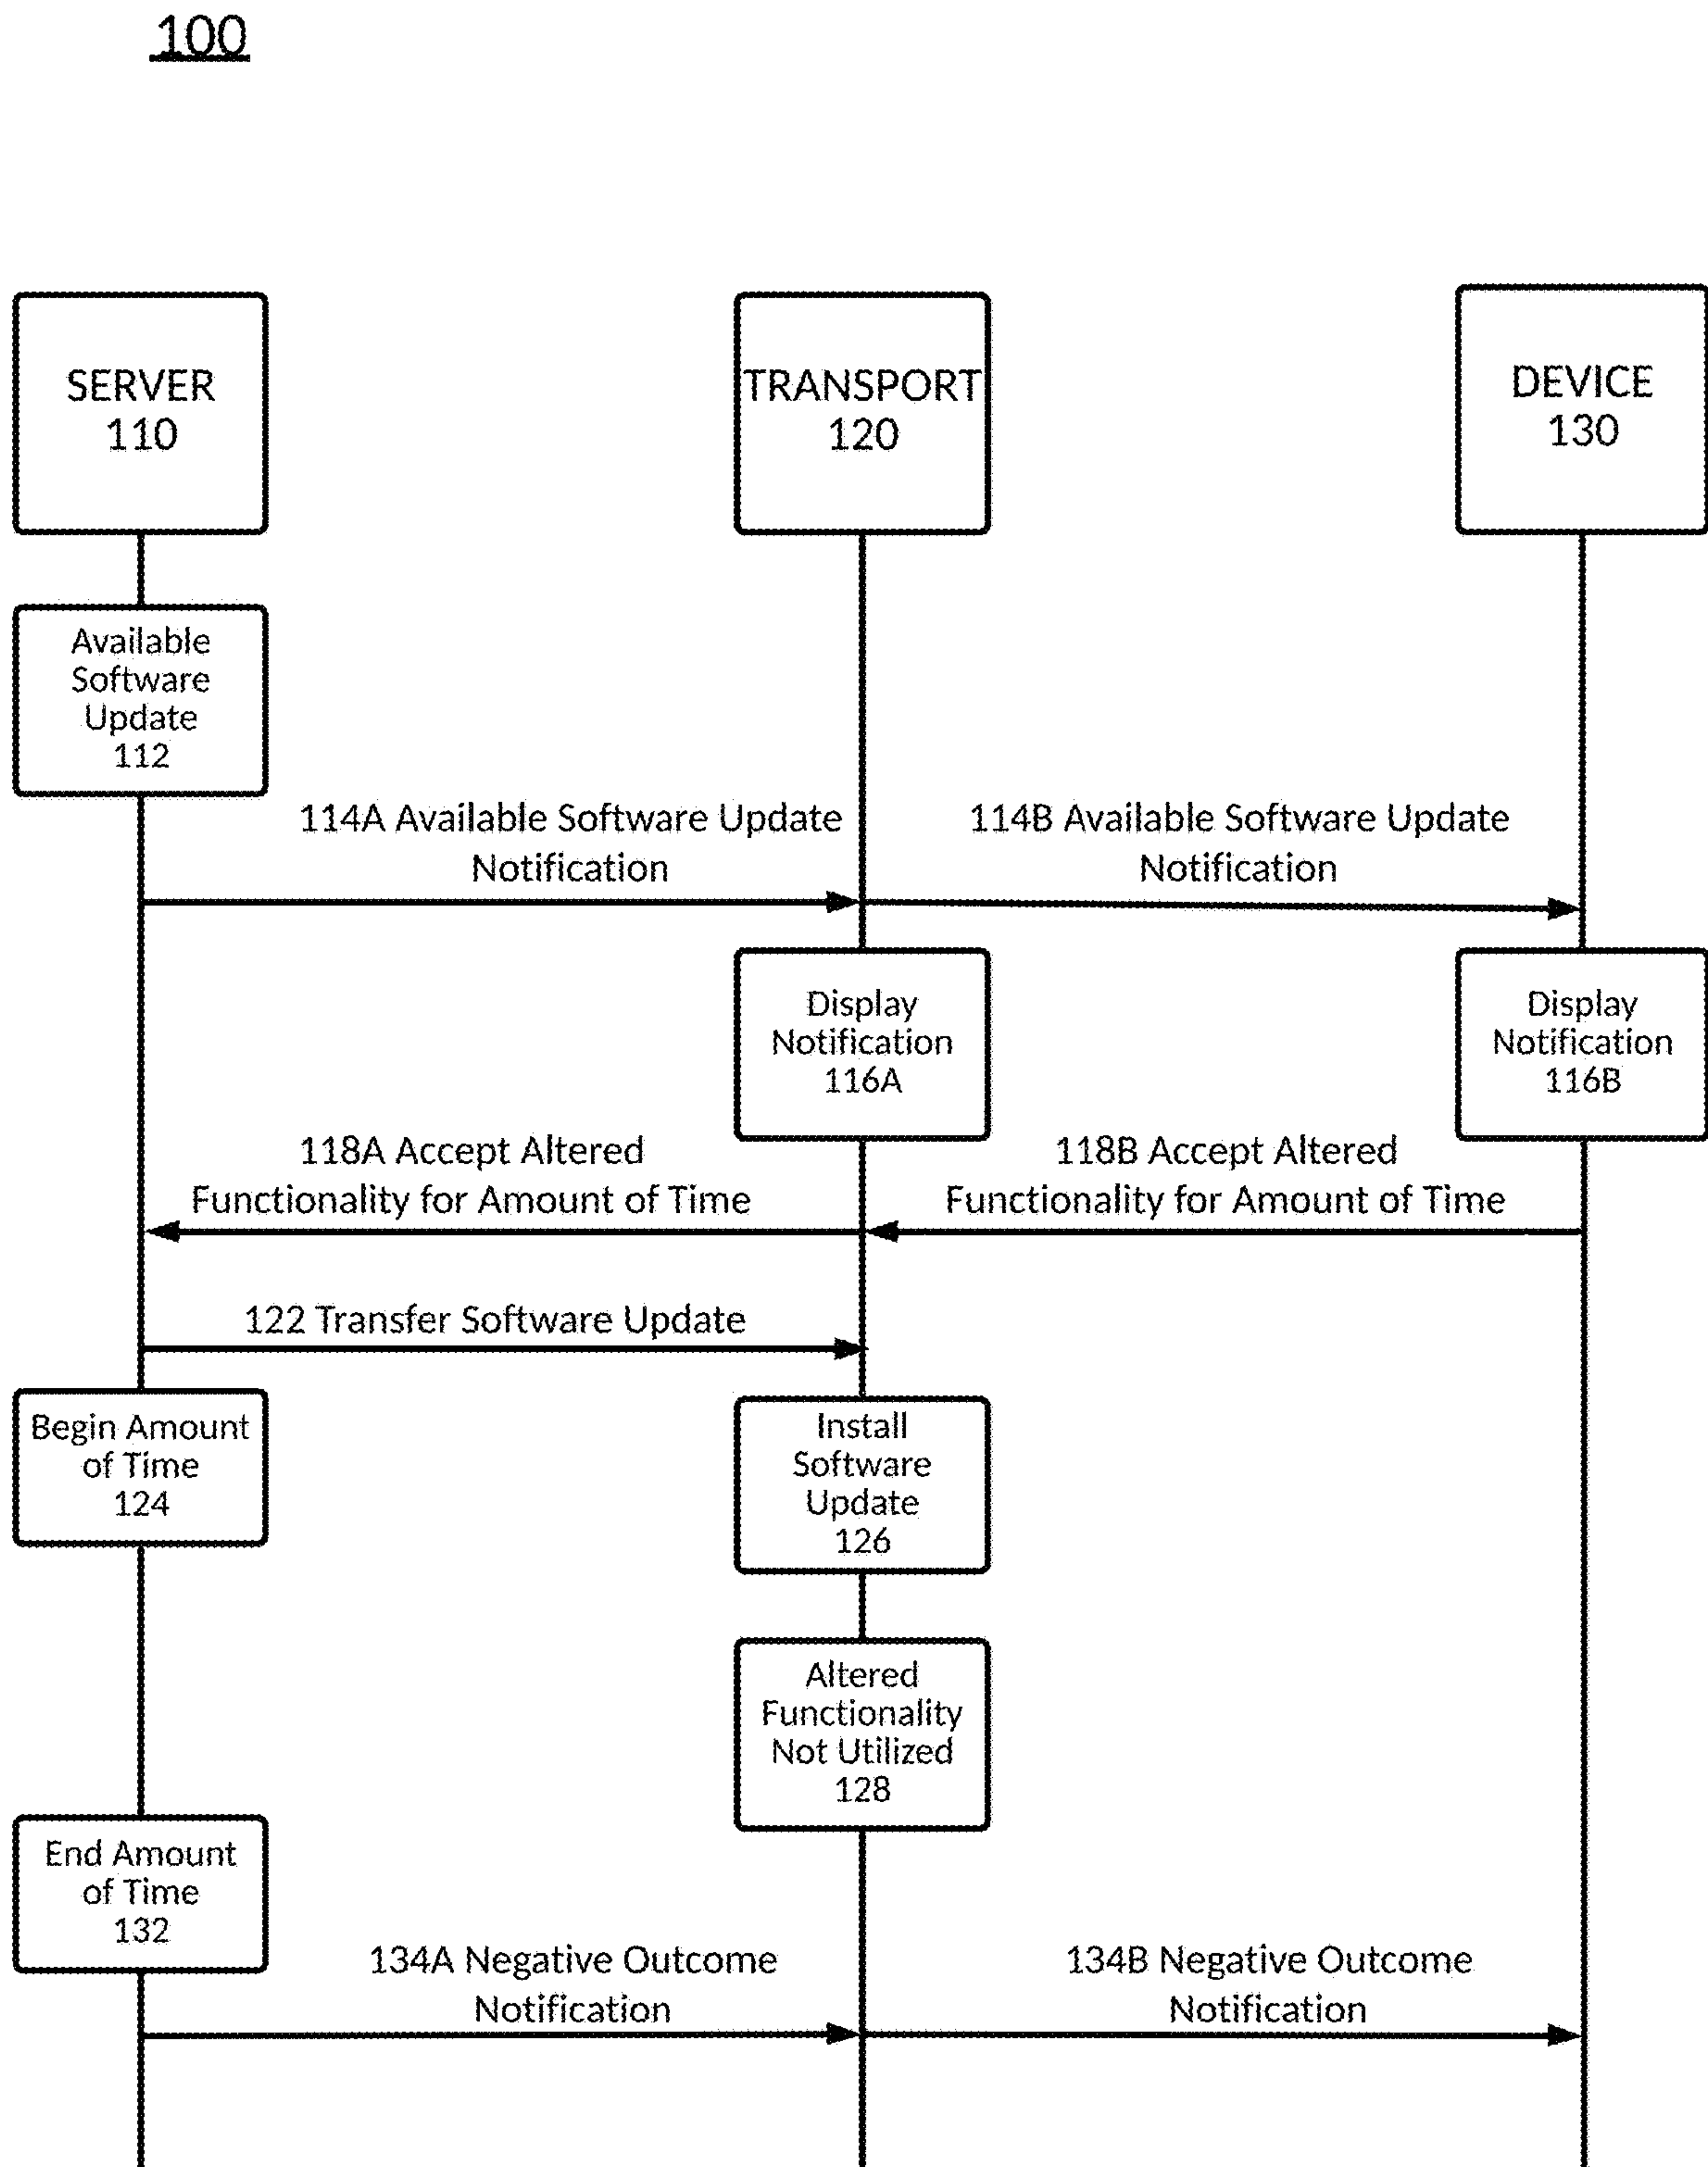 100
SERVER
110
TRANSPORT
120
DEVICE
130
Available
Software
Update
112
114A Available Software Update
Notification
114B Available Software Update
Notification
Display
Notification
116A
Display
Notification
116B
118A Accept Altered
Functionality for Amount of Time
118B Accept Altered
Functionality for Amount of Time
122 Transfer Software Update
Begin Amount
of Time
124
Install
Software
Update
126
Altered
Functionality
Not Utilized
128
End Amount
of Time
132
134A Negative Outcome
Notification
134B Negative Outcome
Notification